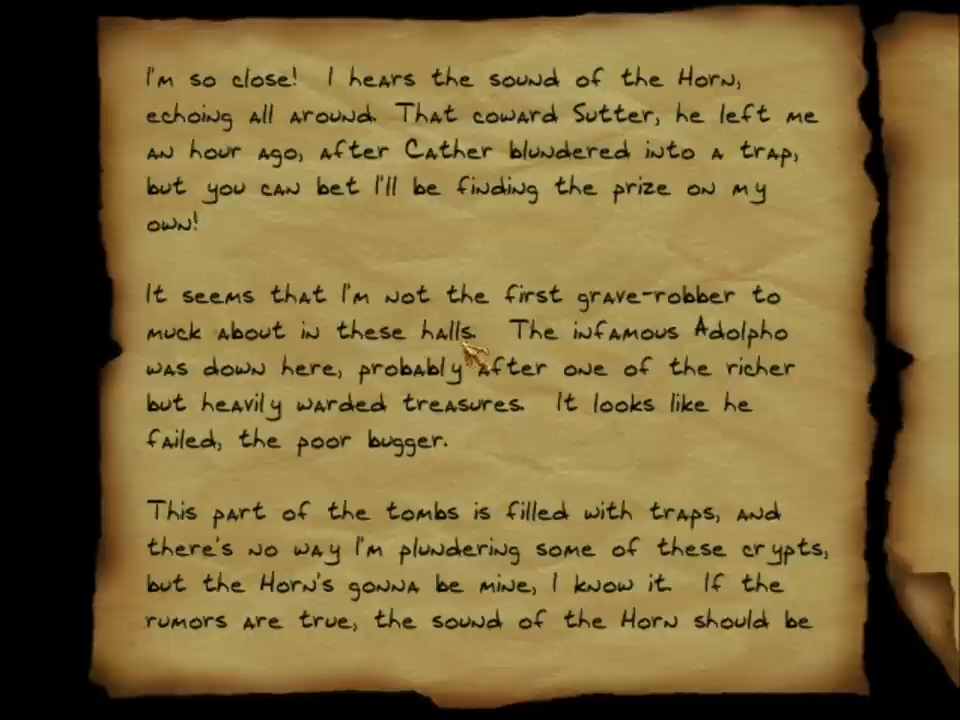 I'm so close! I hears the sound of the Horn,
echoing all around. That coward Sutter, he left me
an hour ago, after Cather blundered into a trap,
but you can bet I'll be finding the prize on my
own!
It seems that I'm not the first grave-robber to
muck about in these halls. The infamous Adolpho
was down here, probably after one of the richer
but heavily warded treasures. It looks like he
failed, the poor bugger.
This part of the tombs is filled with traps, and
there's no way I'm plundering some of these crypts,
but the Horn's gonna be mine, I know it. If the
rumors are true, the sound of the Horn should be